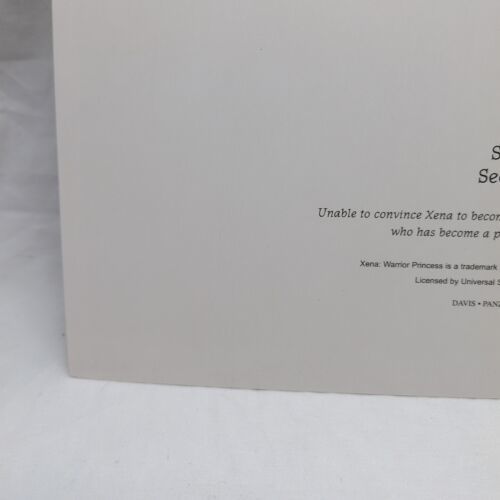 S
Sea
Unable to convince Xena to becom
who has become a p
Xena: Warrior Princess is a trademark
Licensed by Universal S
DAVIS • PANZ